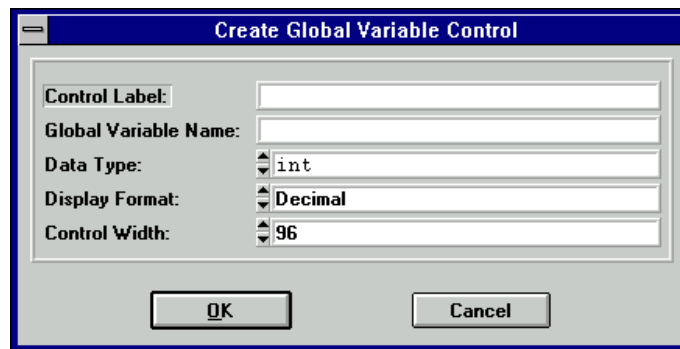 Create Global Variable Control
Control Label:
Global Variable Name:
Data Type: int
Display Format: Decimal
Control Width: 96
OK Cancel